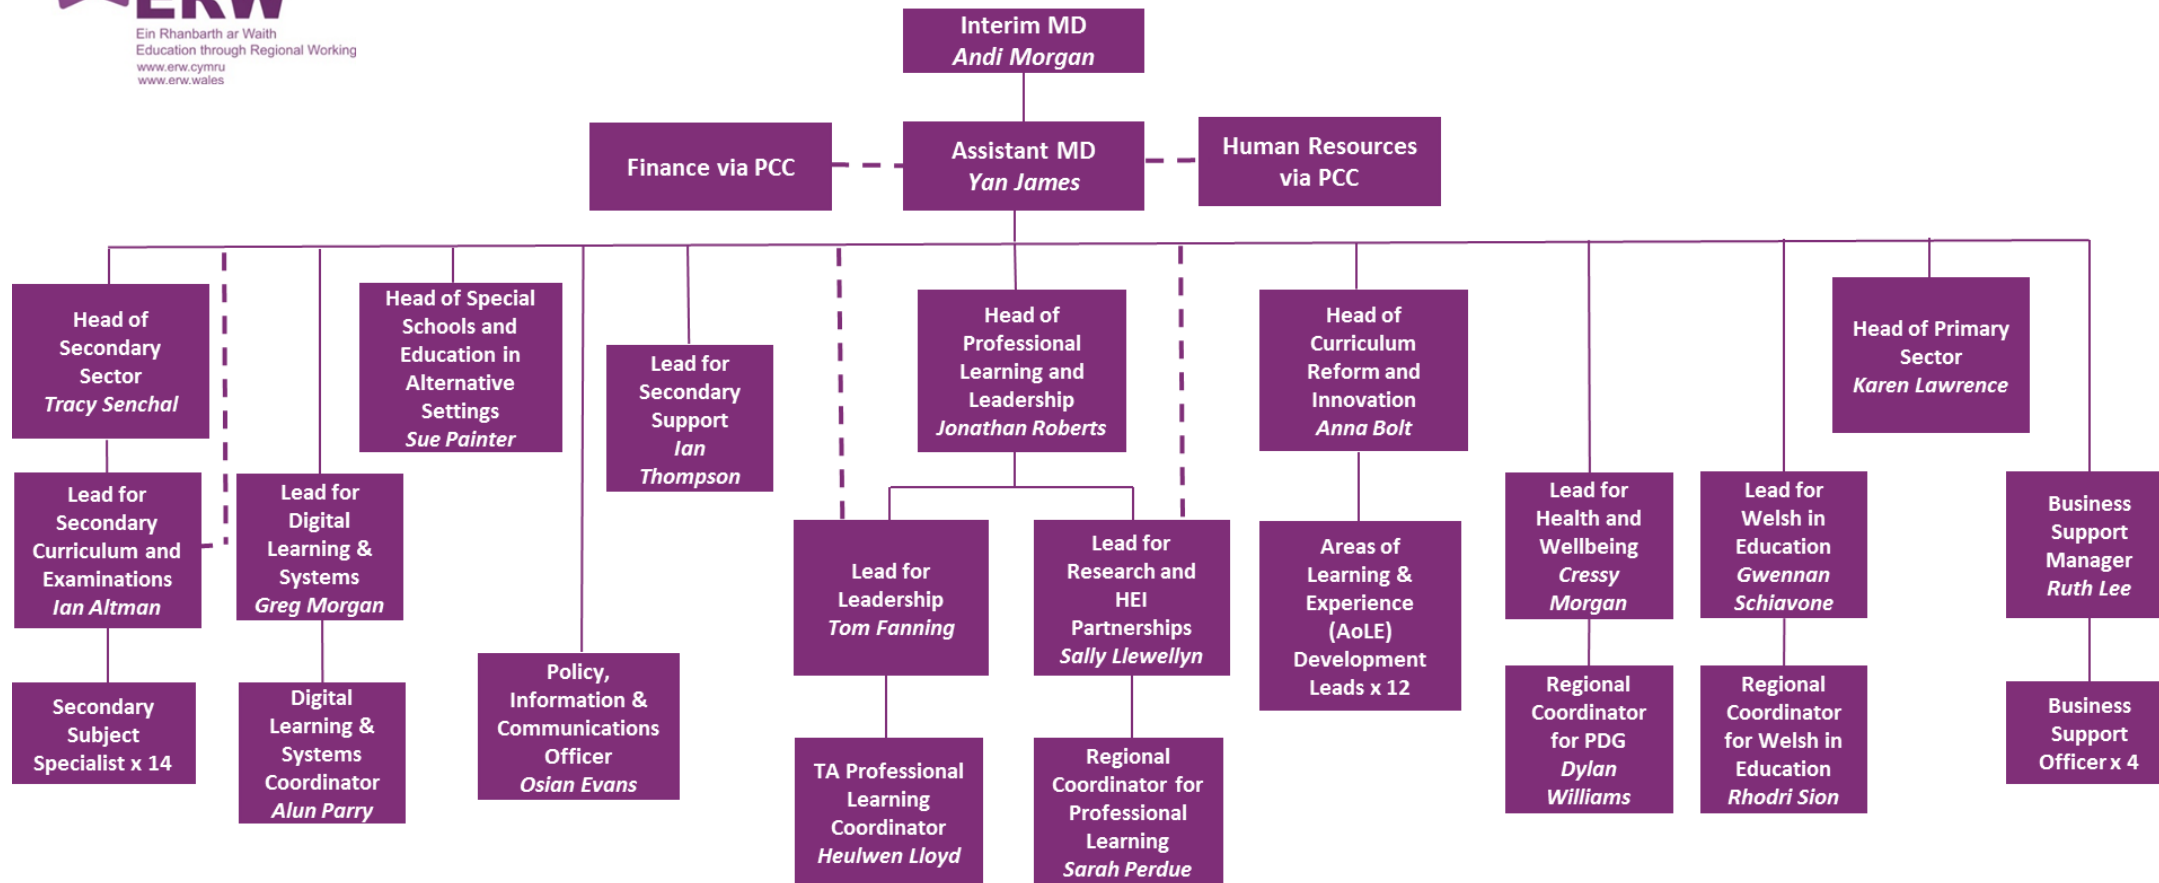 ERW
Ein Rhanbarth ar Waith
Education through Regional Working
www.erw.cymru
www.erw.wales
Interim MD
Andi Morgan
Finance via PCC
Assistant MD
Yan James
Human Resources
via PCC
Head of
Secondary
Sector
Tracy Senchal
Head of Special
Schools and
Education in
Alternative
Settings
Sue Painter
Lead for
Secondary
Support
Ian
Thompson
Head of
Professional
Learning and
Leadership
Jonathan Roberts
Head of
Curriculum
Reform and
Innovation
Anna Bolt
Head of Primary
Sector
Karen Lawrence
Lead for
Secondary
Curriculum and
Examinations
Ian Altman
Lead for
Digital
Learning &
Systems
Greg Morgan
Lead for
Leadership
Tom Fanning
Lead for
Research and
HEI
Partnerships
Sally Llewellyn
Areas of
Learning &
Experience
(AoLE)
Development
Leads x 12
Lead for
Health and
Wellbeing
Cressy
Morgan
Lead for
Welsh in
Education
Gwennan
Schiavone
Business
Support
Manager
Ruth Lee
Secondary
Subject
Specialist x 14
Digital
Learning &
Systems
Coordinator
Alun Parry
Policy,
Information &
Communications
Officer
Osian Evans
TA Professional
Learning
Coordinator
Heulwen Lloyd
Regional
Coordinator for
Professional
Learning
Sarah Perdue
Regional
Coordinator
for PDG
Dylan
Williams
Regional
Coordinator
for Welsh in
Education
Rhodri Sion
Business
Support
Officer x 4